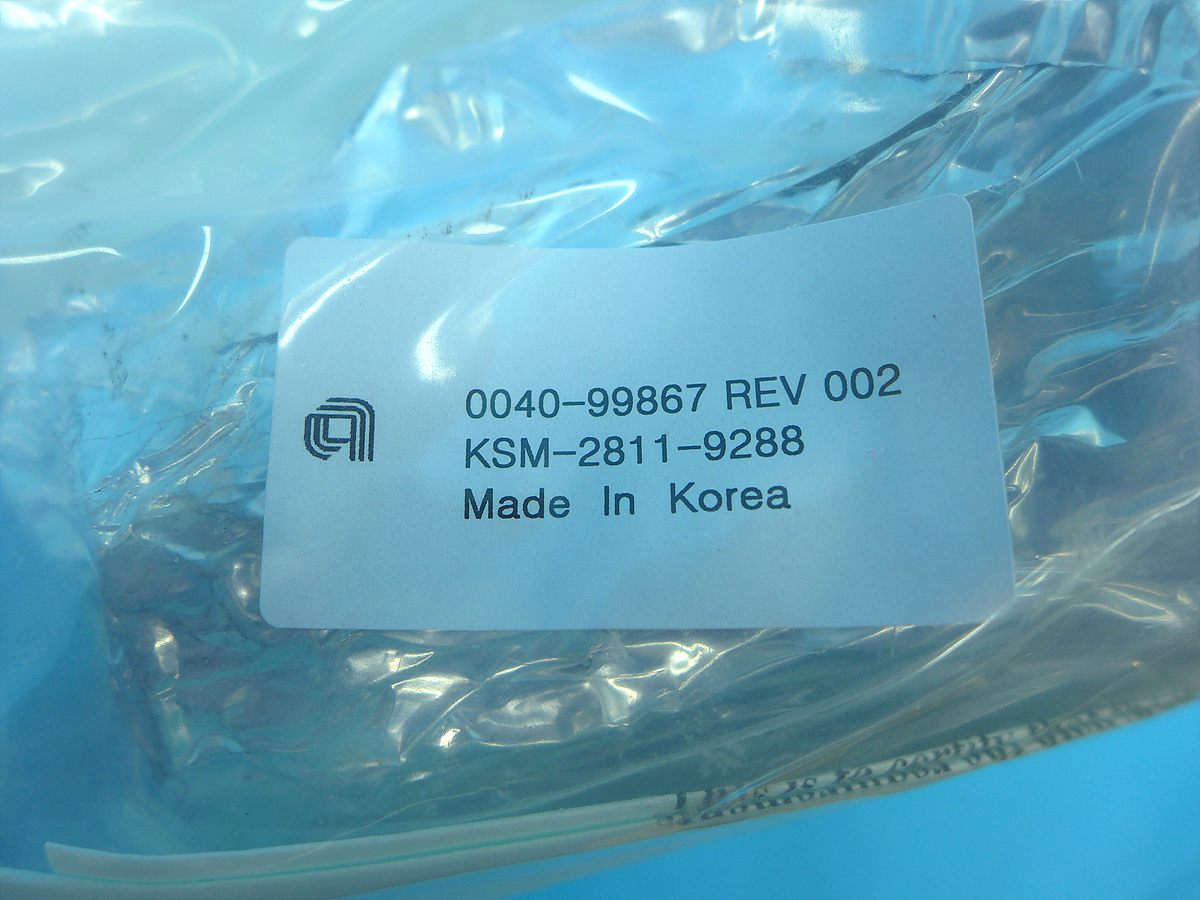 0040-99867 REV 002
KSM-2811-9288
Made In Korea